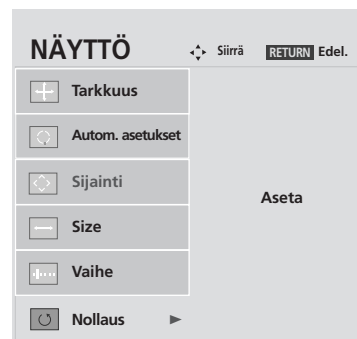 NÄYTTÖ Siirrä RETURN Edel.
Tarkkuus
Autom. asetukset
Sijainti
Aseta
Size
Vaihe
Nollaus